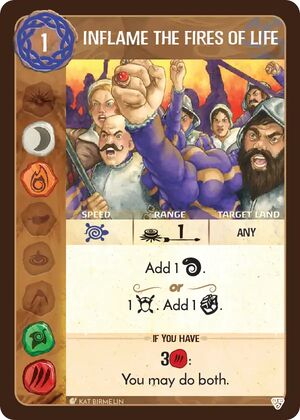 1
INFLAME THE FIRES OF LIFE
SPEED RANGE TARGET LAND
1 ANY
Add 1 .
or
1 . Add 1 .
IF YOU HAVE
3 :
You may do both.
KAT BIRMELIN